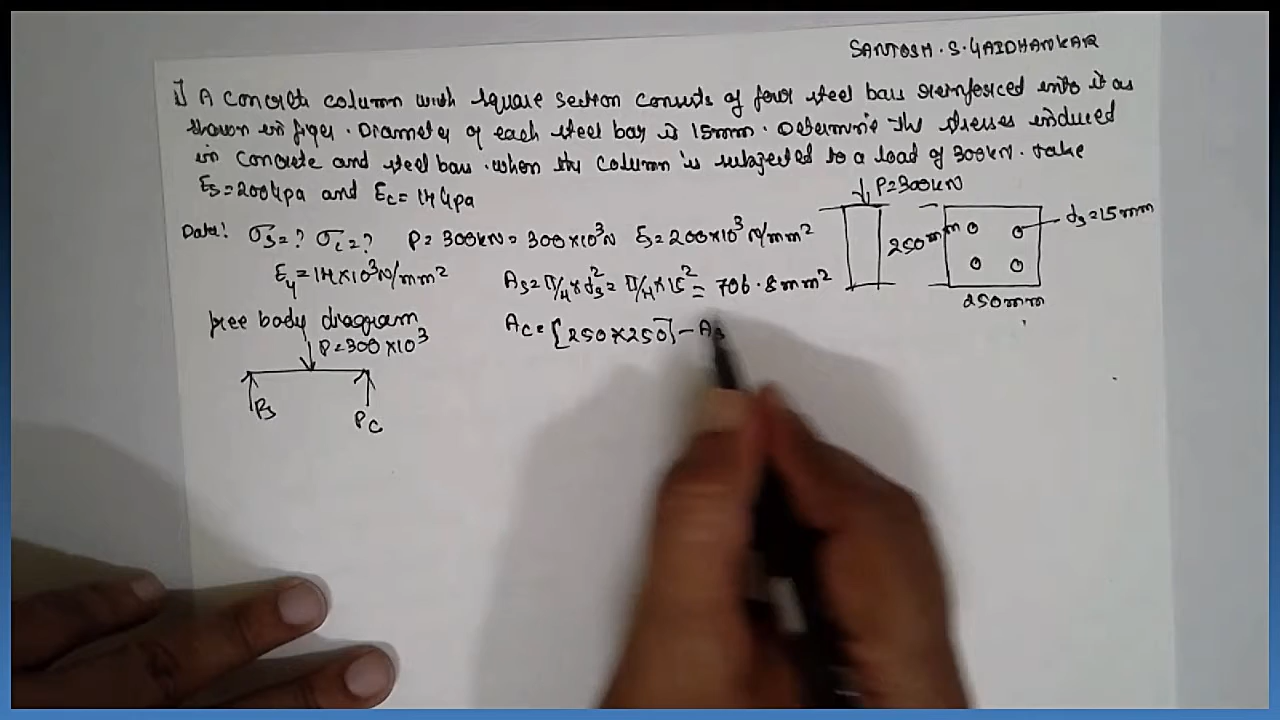 SANTOSH.S.GAIDHANKAR
1] A concrete column with square section consists of four steel bars reinforced into it as
shown in figer. Diameter of each steel bar is 15mm. Determine the stresses induced
in concrete and steel bars. when the column is subjected to a load of 300kN. Take
Es=200Gpa and Ec=14Gpa
P=300kN
ds=15mm
250mm
250mm
Data: σs=? σc=? P=300kN=300×10³N Es=200×10³N/mm²
E4=14×10³N/mm² As=π/4×ds²=π/4×15²=706.8mm²
free body diagram Ac=[250×250]-As
P=300×10³
Ps
Pc